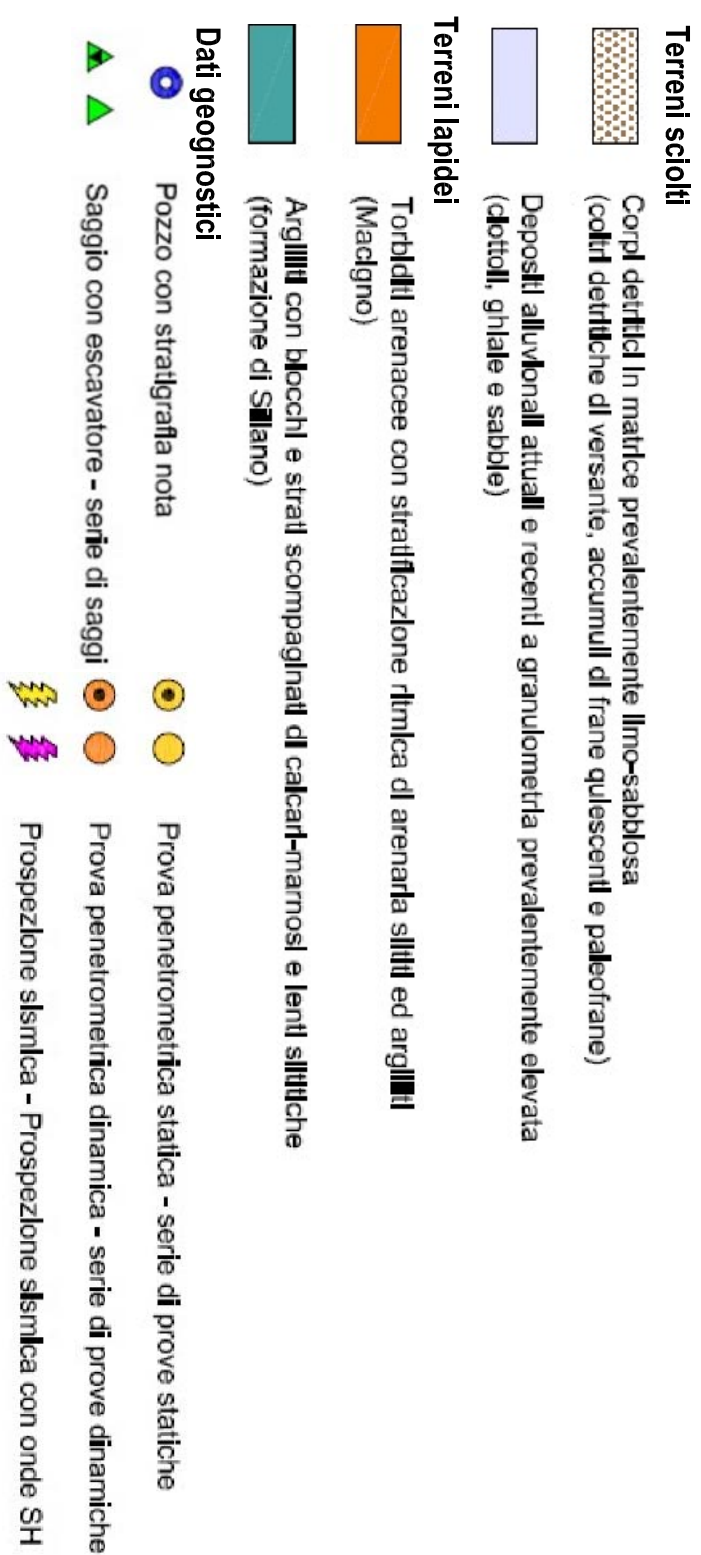 Terreni sciolti
Corpi detritici in matrice prevalentemente limo-sabbiosa
(coltri detritiche di versante, accumuli di frane quiescenti e paleofrane)
Depositi alluvionali attuali e recenti a granulometria prevalentemente elevata
(ciottoli, ghiaie e sabbie)
Terreni lapidei
Torbiditi arenacee con stratificazione ritmica di arenaria siltiti ed argilliti
(Macigno)
Argilliti con blocchi e strati scompaginati di calcari-marnosi e lenti siltitiche
(formazione di Sillano)
Dati geognostici
Pozzo con stratigrafia nota
Prova penetrometrica statica - serie di prove statiche
Saggio con escavatore - serie di saggi
Prova penetrometrica dinamica - serie di prove dinamiche
Prospezione sismica - Prospezione sismica con onde SH